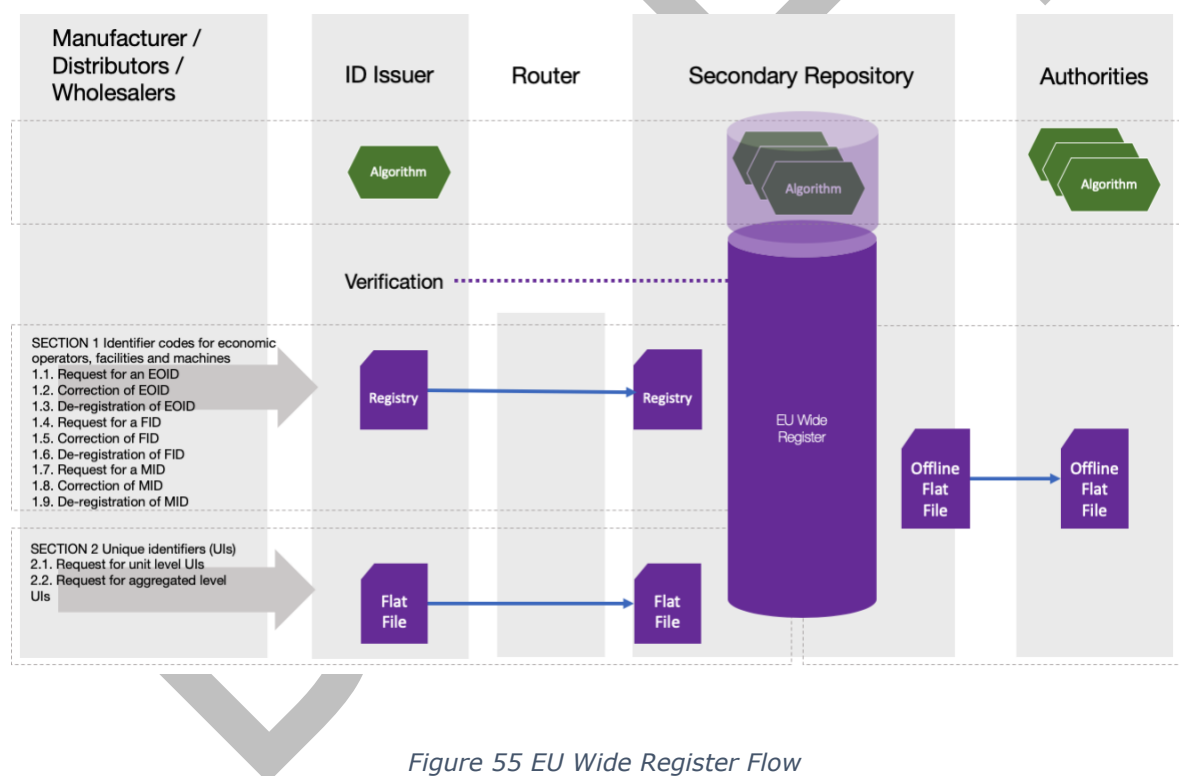 Manufacturer /
Distributors /
Wholesalers
ID Issuer
Router
Secondary Repository
Authorities
Algorithm
Algorithm
Algorithm
Verification
SECTION 1 Identifier codes for economic
operators, facilities and machines
1.1. Request for an EOID
1.2. Correction of EOID
1.3. De-registration of EOID
1.4. Request for a FID
1.5. Correction of FID
1.6. De-registration of FID
1.7. Request for a MID
1.8. Correction of MID
1.9. De-registration of MID
Registry
Registry
EU Wide
Register
Offline
Flat
File
Offline
Flat
File
SECTION 2 Unique identifiers (UIs)
2.1. Request for unit level UIs
2.2. Request for aggregated level
UIs
Flat
File
Flat
File
Figure 55 EU Wide Register Flow